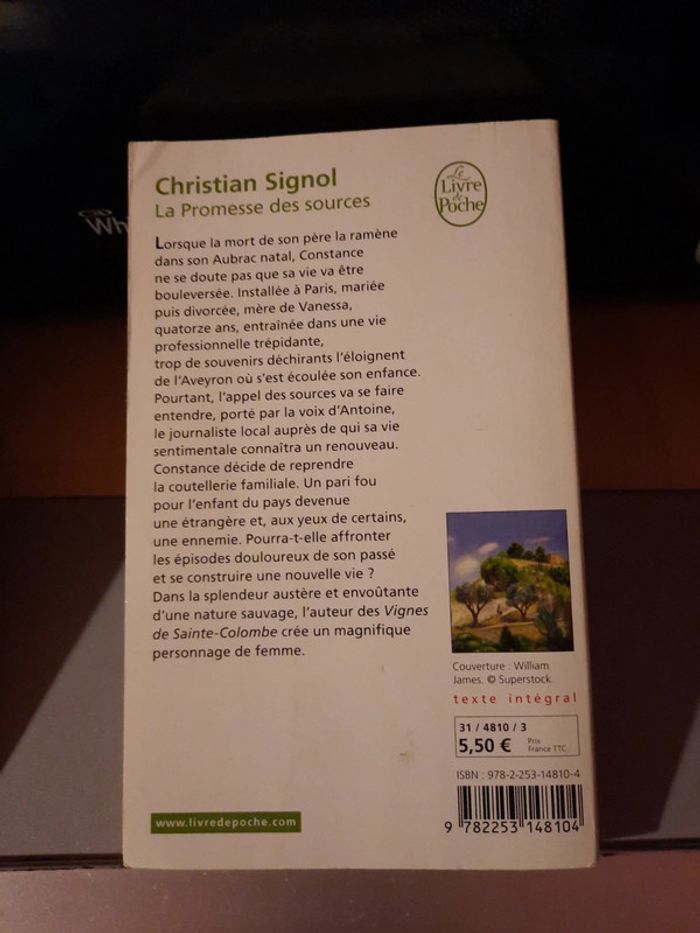 Christian Signol
La Promesse des sources
Le
Livre
de
Poche
Wh
Lorsque la mort de son père la ramène
dans son Aubrac natal, Constance
ne se doute pas que sa vie va être
bouleversée. Installée à Paris, mariée
puis divorcée, mère de Vanessa,
quatorze ans, entraînée dans une vie
professionnelle trépidante,
trop de souvenirs déchirants l'éloignent
de l'Aveyron où s'est écoulée son enfance.
Pourtant, l'appel des sources va se faire
entendre, porté par la voix d'Antoine,
le journaliste local auprès de qui sa vie
sentimentale connaîtra un renouveau.
Constance décide de reprendre
la coutellerie familiale. Un pari fou
pour l'enfant du pays devenue
une étrangère et, aux yeux de certains,
une ennemie. Pourra-t-elle affronter
les épisodes douloureux de son passé
et se construire une nouvelle vie ?
Dans la splendeur austère et envoûtante
d'une nature sauvage, l'auteur des Vignes
de Sainte-Colombe crée un magnifique
personnage de femme.
Couverture : William
James. © Superstock.
texte intégral
31 / 4810 / 3
5,50 € Prix
France TTC
ISBN : 978-2-253-14810-4
9 782253 148104
www.livredepoche.com